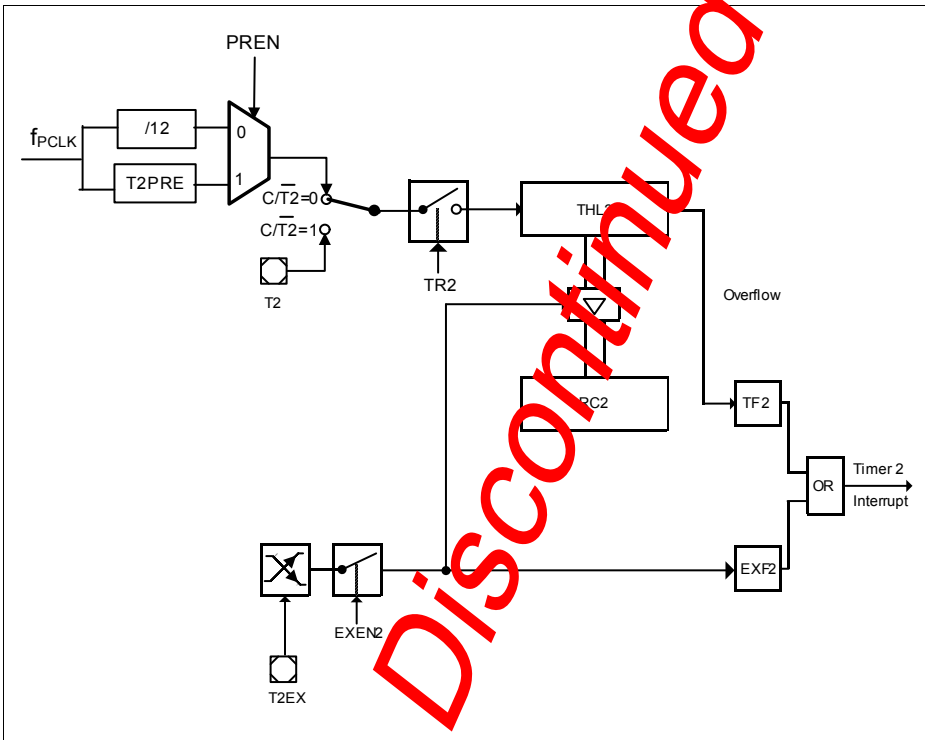 PREN
f_PCLK
/12
0
T2PRE
1
C/T2=0
C/T2=1
T2
TR2
THL2
Overflow
RC2
TF2
OR
Timer 2
Interrupt
EXF2
EXEN2
T2EX
Discontinued